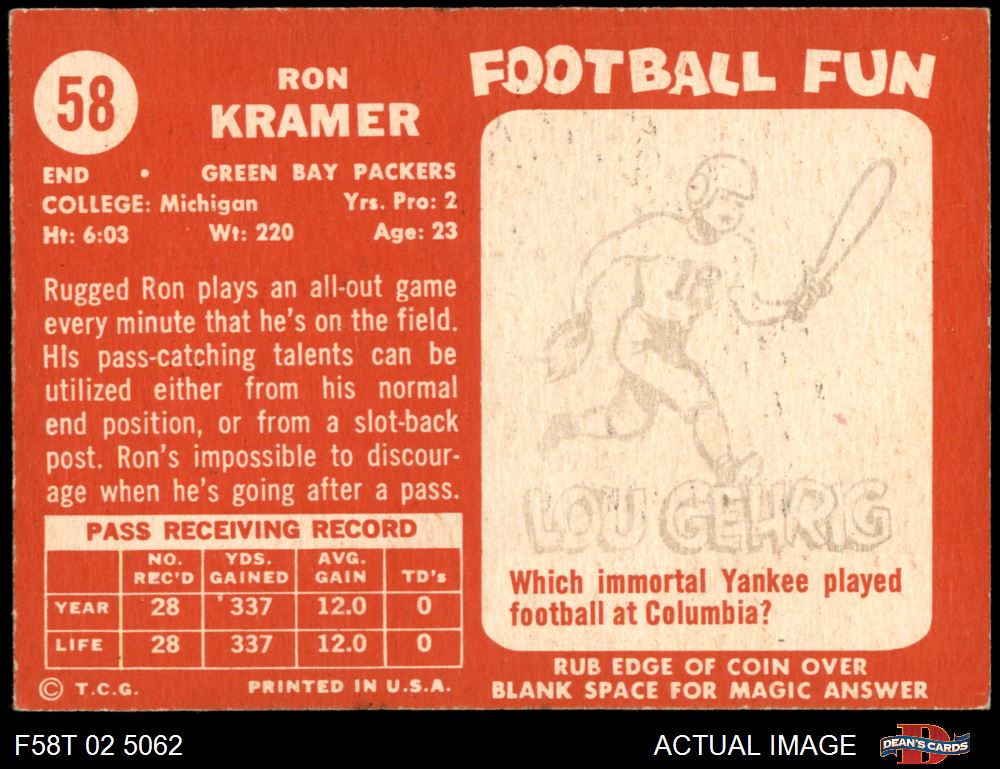 58
RON
KRAMER
END • GREEN BAY PACKERS
COLLEGE: Michigan Yrs. Pro: 2
Ht: 6:03 Wt: 220 Age: 23
Rugged Ron plays an all-out game
every minute that he's on the field.
His pass-catching talents can be
utilized either from his normal
end position, or from a slot-back
post. Ron's impossible to discour-
age when he's going after a pass.
PASS RECEIVING RECORD
NO. REC'D YDS. GAINED AVG. GAIN TD's
YEAR 28 337 12.0 0
LIFE 28 337 12.0 0
© T.C.G. PRINTED IN U.S.A.
FOOTBALL FUN
18
LOU GEHRIG
Which immortal Yankee played
football at Columbia?
RUB EDGE OF COIN OVER
BLANK SPACE FOR MAGIC ANSWER
F58T 02 5062
ACTUAL IMAGE
D
DEAN'S CARDS